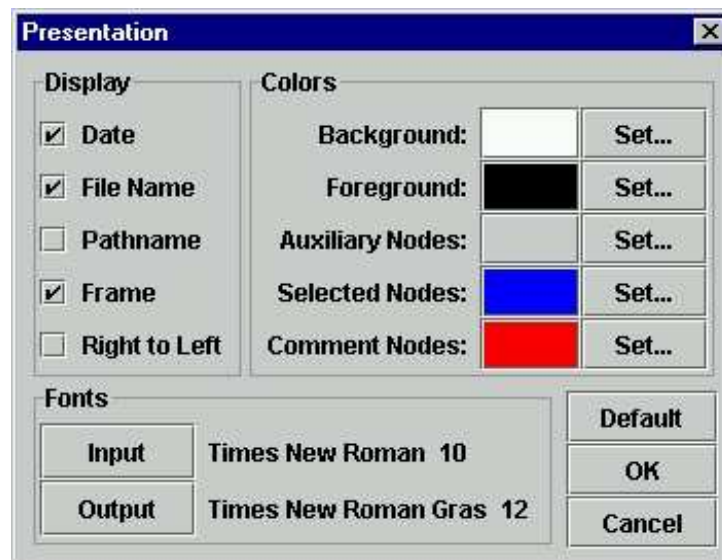 Presentation
Display
Date
File Name
Pathname
Frame
Right to Left
Colors
Background: Set...
Foreground: Set...
Auxiliary Nodes: Set...
Selected Nodes: Set...
Comment Nodes: Set...
Fonts
Input Times New Roman 10
Output Times New Roman Gras 12
Default
OK
Cancel